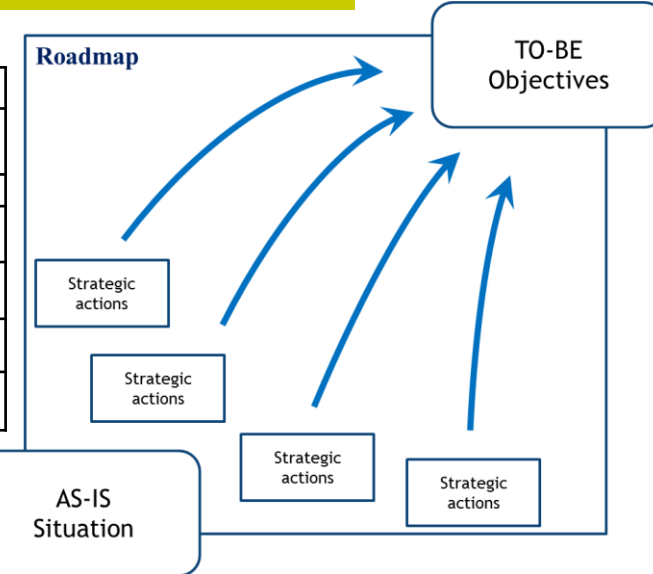 Roadmap
TO-BE
Objectives
Strategic
actions
Strategic
actions
Strategic
actions
Strategic
actions
AS-IS
Situation